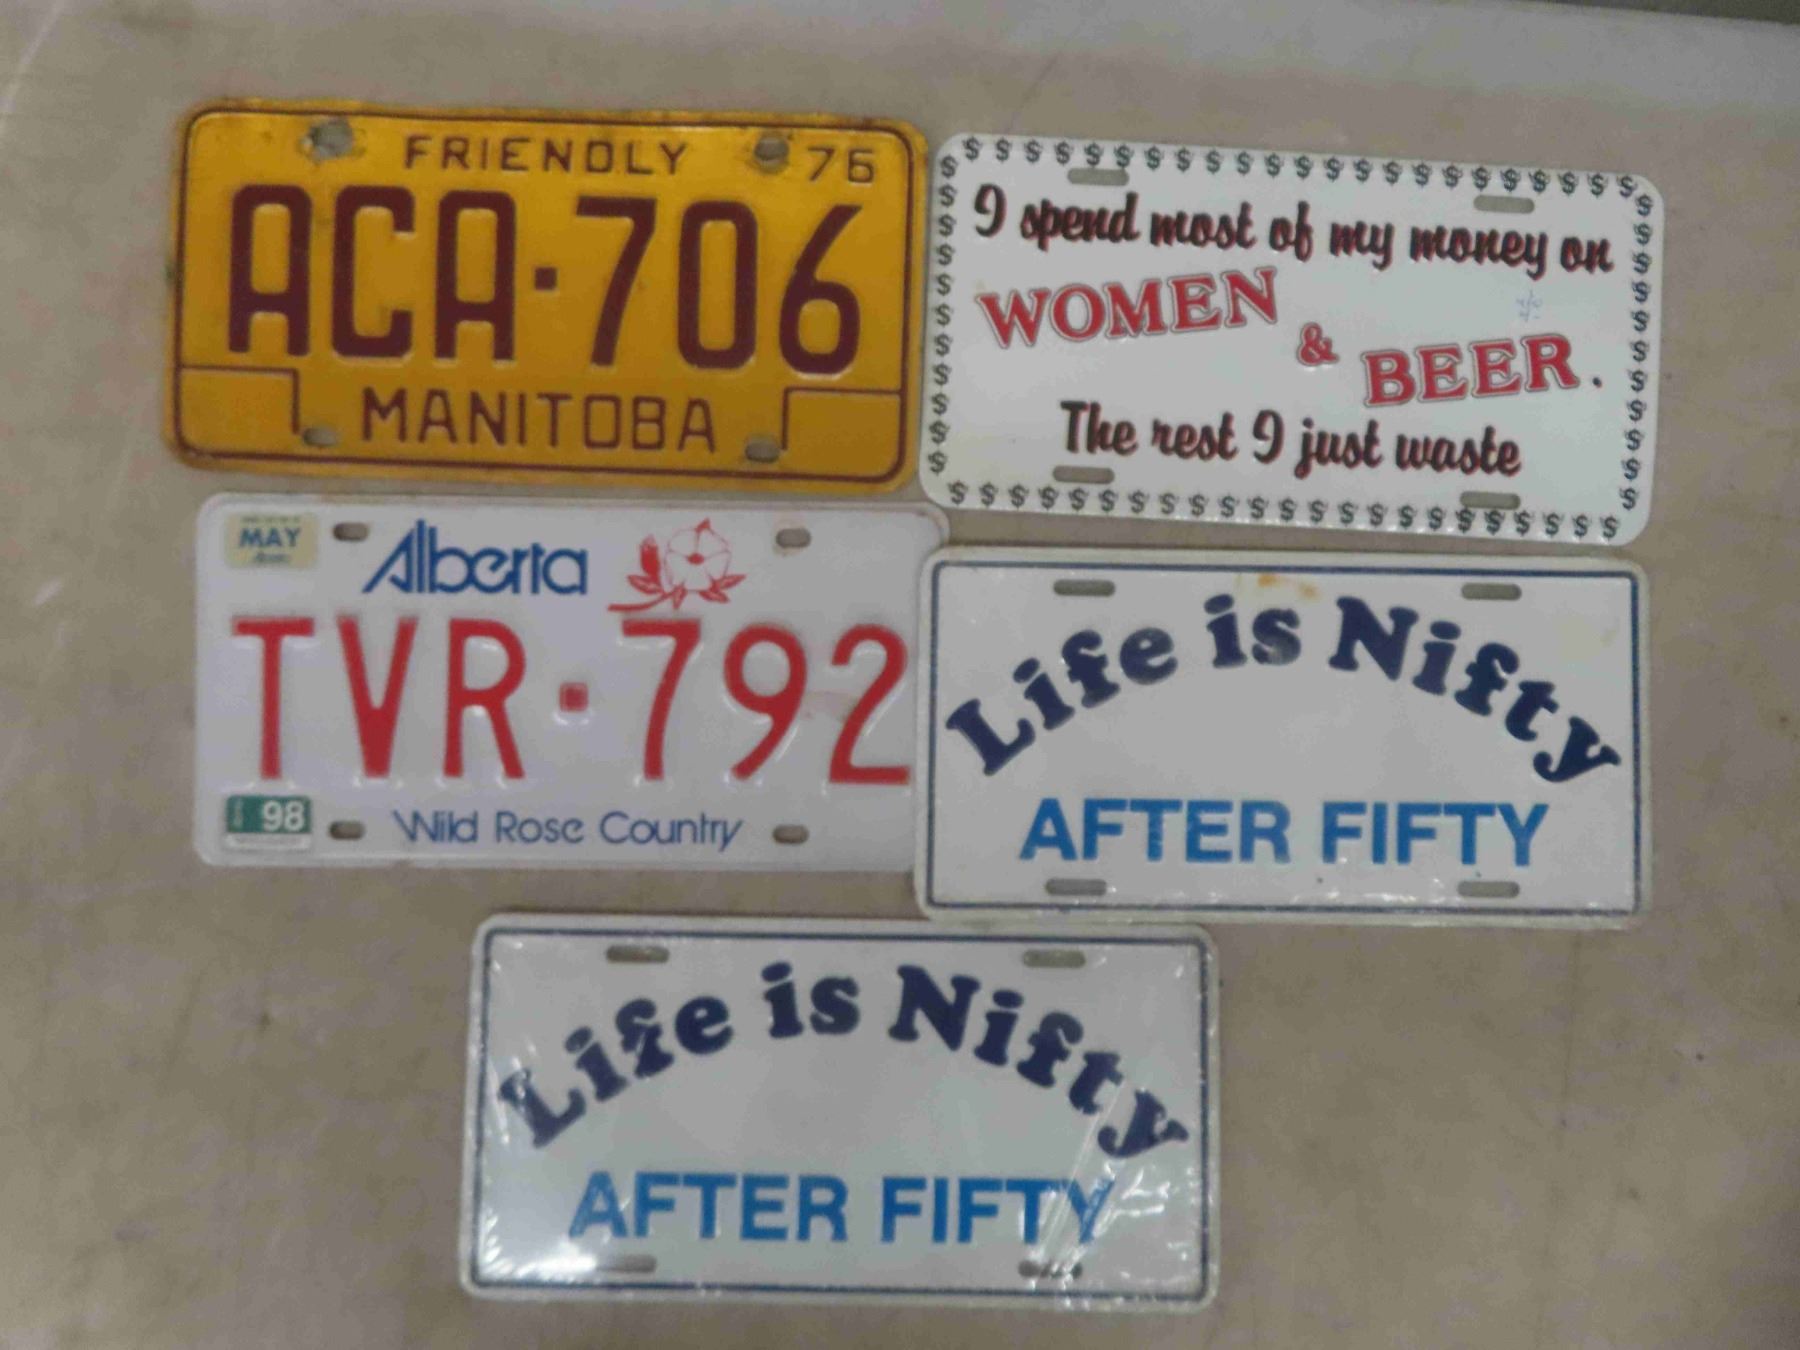 FRIENDLY 76
ACA·706
MANITOBA
I spend most of my money on
WOMEN
&
BEER.
The rest I just waste
MAY
Alberta
TVR·792
98
Wild Rose Country
Life is Nifty
AFTER FIFTY
Life is Nifty
AFTER FIFTY